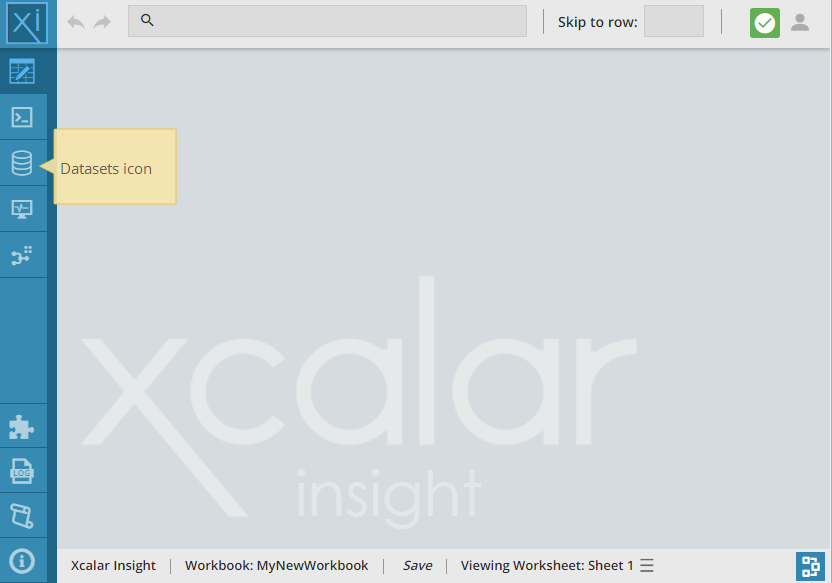 Xi
Skip to row:
Datasets icon
xcalar
insight
LOG
Xcalar Insight | Workbook: MyNewWorkbook | Save | Viewing Worksheet: Sheet 1